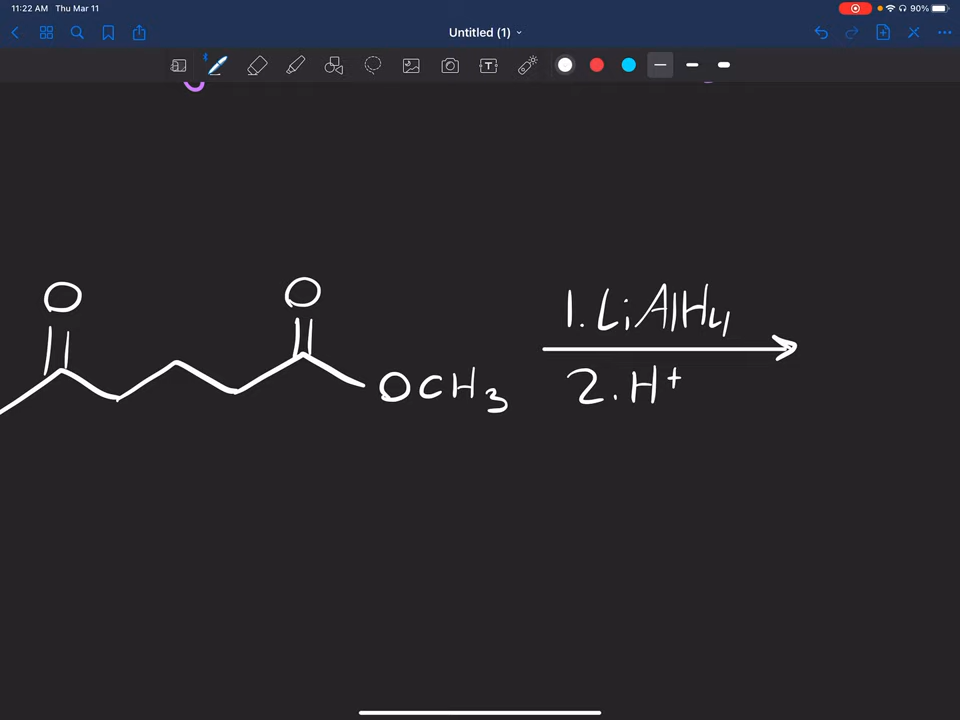 11:22 AM Thu Mar 11
90%
Untitled (1)
T
O
O
1. LiAlH4
OCH3
2. H+